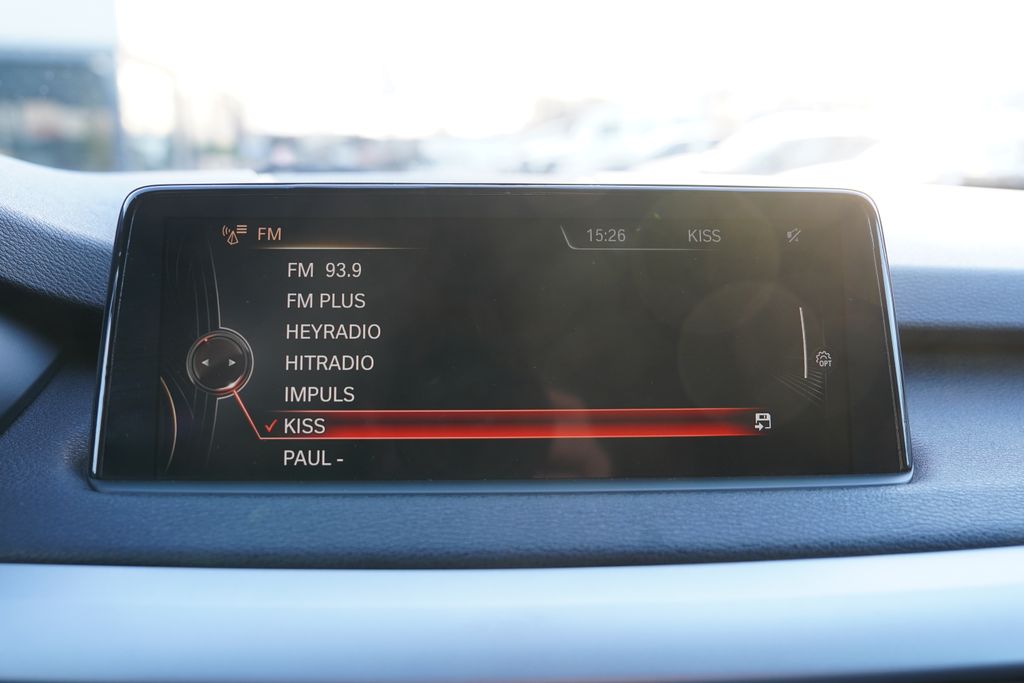 FM 15:26 KISS
FM 93.9
FM PLUS
HEYRADIO
HITRADIO
OPT
IMPULS
KISS
PAUL -